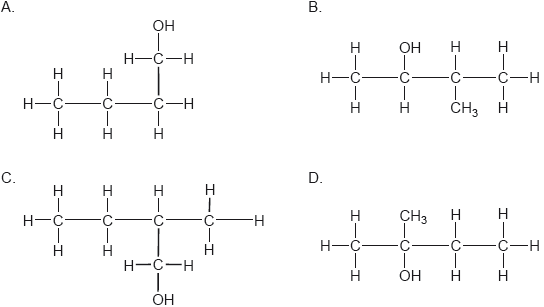 A.
OH
H C H
H H
H C C C H
H H H
B.
H OH H H
H C C C C H
H H CH₃ H
C.
H H H H
H C C C C H
H H H
H C H
OH
D.
H CH₃ H H
H C C C C H
H OH H H